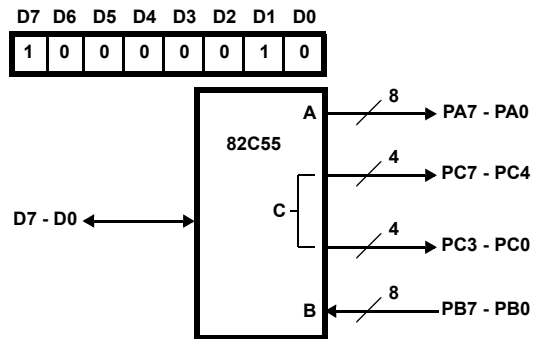 D7 D6 D5 D4 D3 D2 D1 D0
1 0 0 0 0 0 1 0
A 8 PA7 - PA0
82C55
4 PC7 - PC4
C
D7 - D0
4 PC3 - PC0
B 8 PB7 - PB0